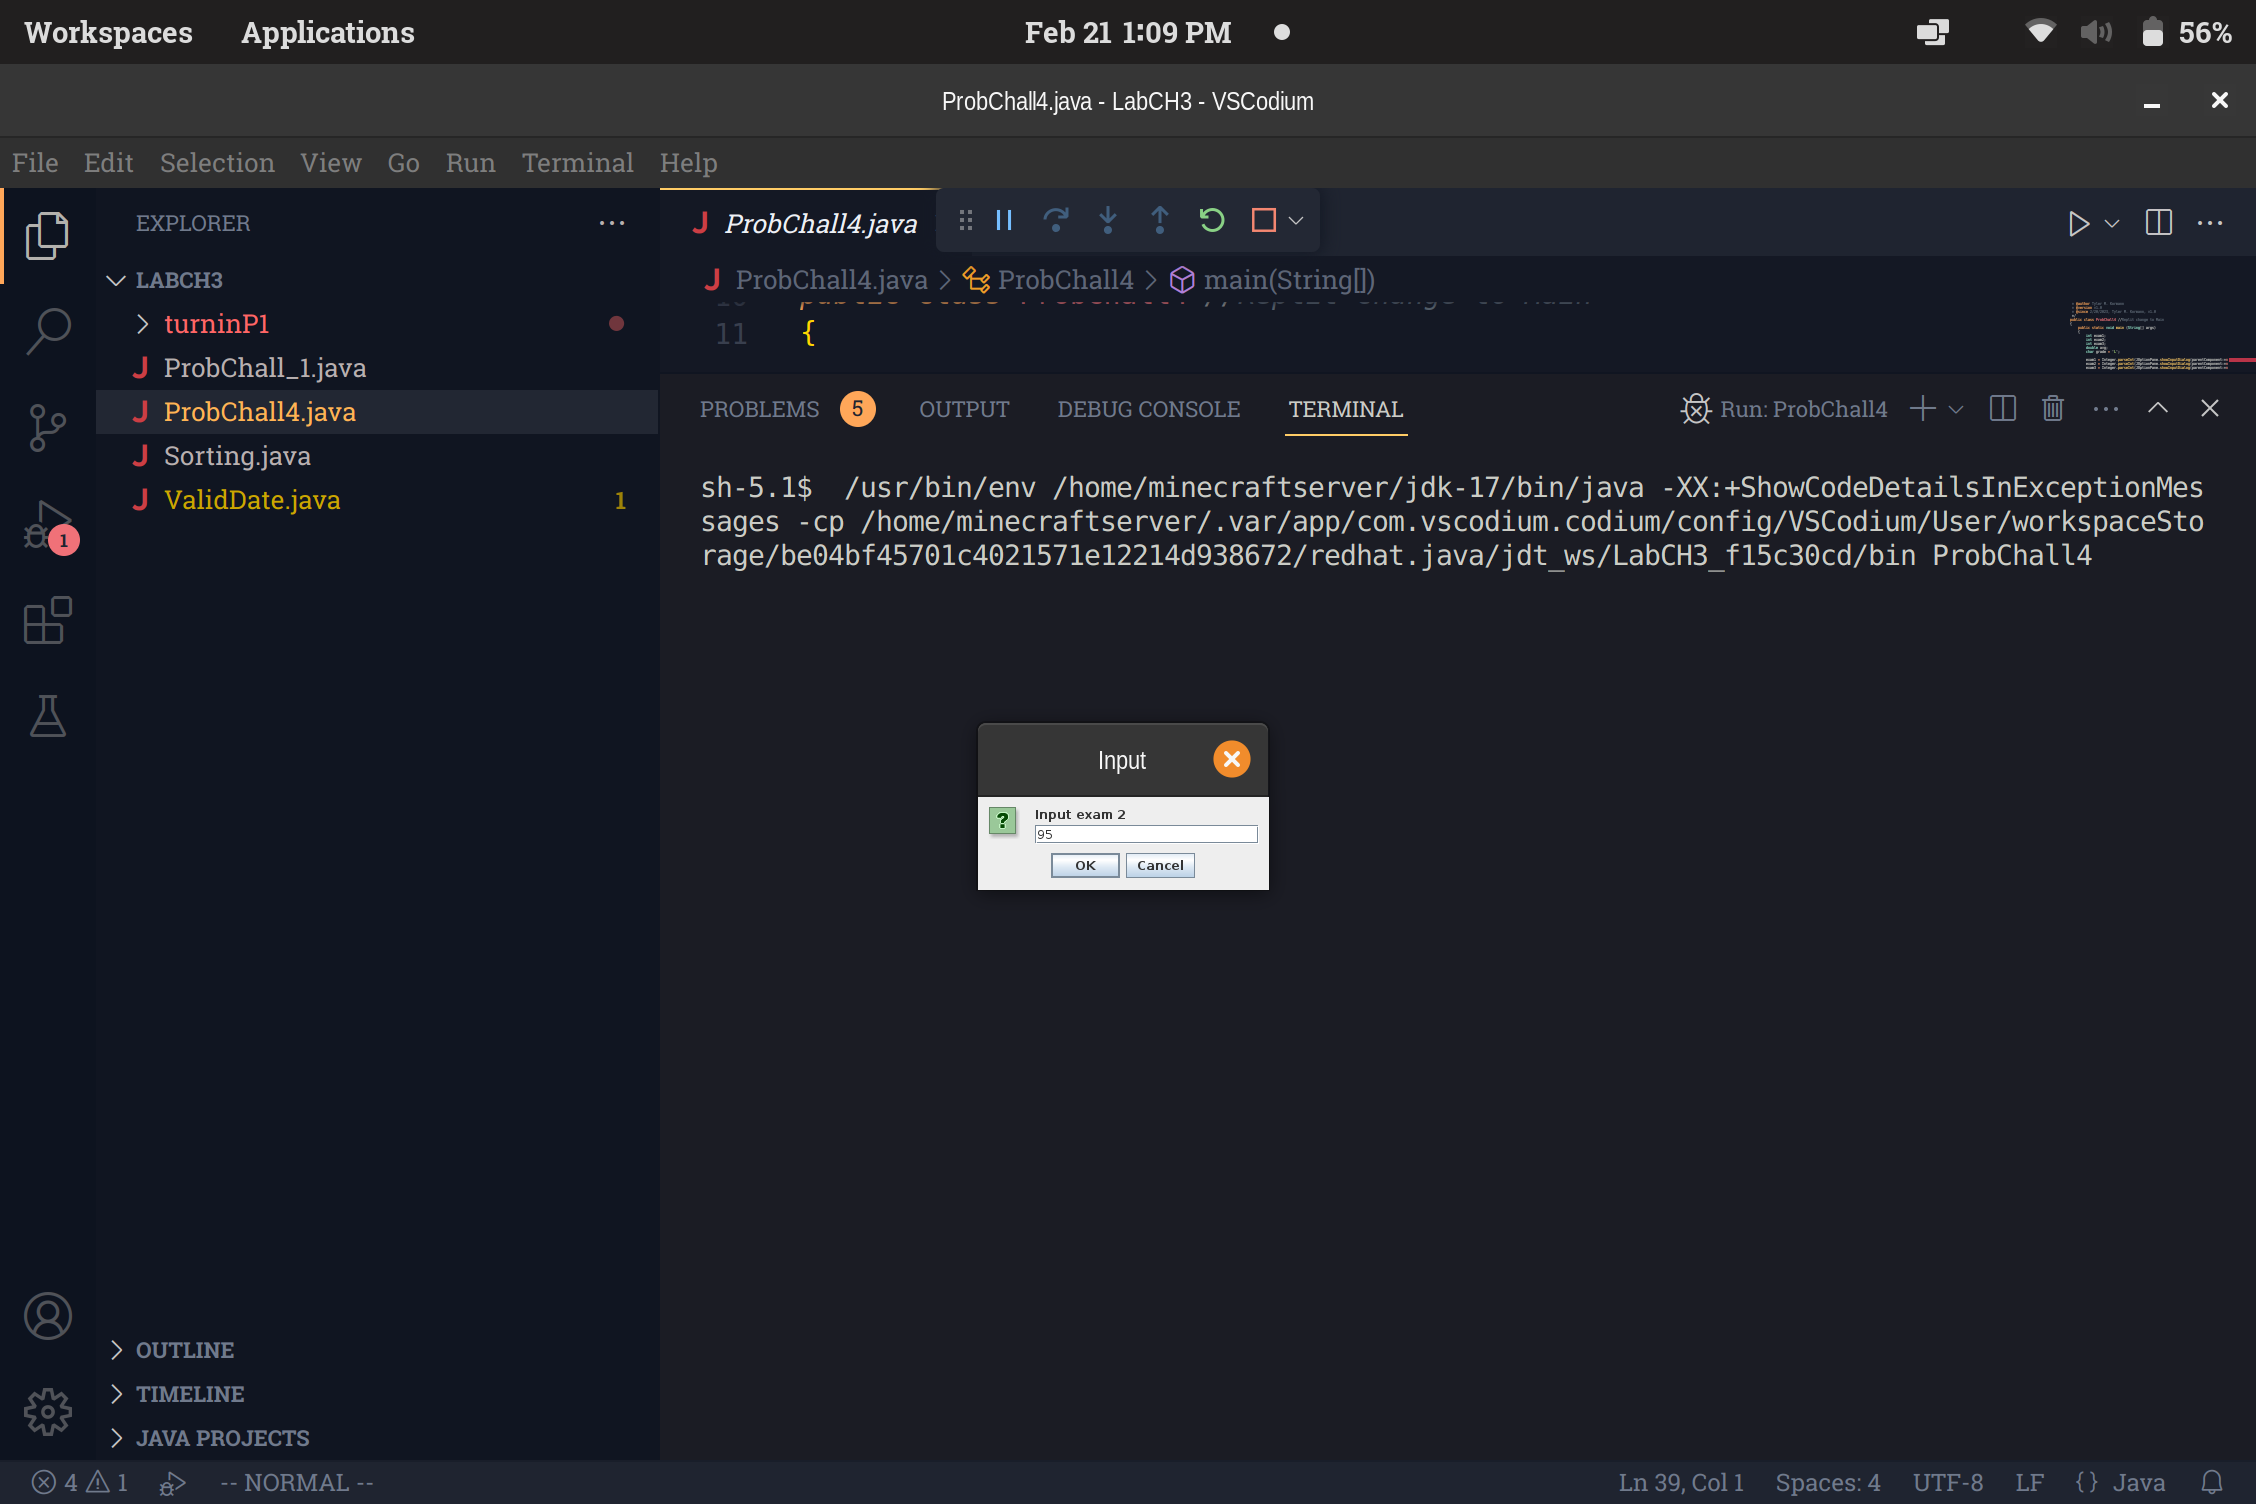 Workspaces Applications Feb 21 1:09 PM 56%
ProbChall4.java - LabCH3 - VSCodium
File Edit Selection View Go Run Terminal Help
EXPLORER
LABCH3
turninP1
J ProbChall_1.java
J ProbChall4.java
J Sorting.java
J ValidDate.java 1
1
OUTLINE
TIMELINE
JAVA PROJECTS
J ProbChall4.java
J ProbChall4.java > ProbChall4 > main(String[])
11 {
PROBLEMS 5 OUTPUT DEBUG CONSOLE TERMINAL Run: ProbChall4
sh-5.1$  /usr/bin/env /home/minecraftserver/jdk-17/bin/java -XX:+ShowCodeDetailsInExceptionMes
sages -cp /home/minecraftserver/.var/app/com.vscodium.codium/config/VSCodium/User/workspaceSto
rage/be04bf45701c4021571e12214d938672/redhat.java/jdt_ws/LabCH3_f15c30cd/bin ProbChall4
Input
Input exam 2
95
OK Cancel
4 1 -- NORMAL -- Ln 39, Col 1 Spaces: 4 UTF-8 LF {} Java